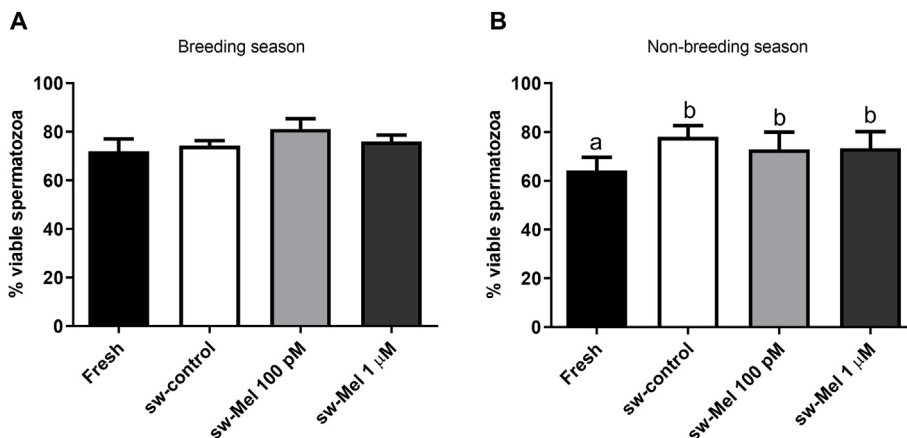 A
Breeding season
% viable spermatozoa
100
80
60
40
20
0
Fresh
sw-control
sw-Mel 100 pM
sw-Mel 1 μM
B
Non-breeding season
% viable spermatozoa
100
80
60
40
20
0
a
b
b
b
Fresh
sw-control
sw-Mel 100 pM
sw-Mel 1 μM